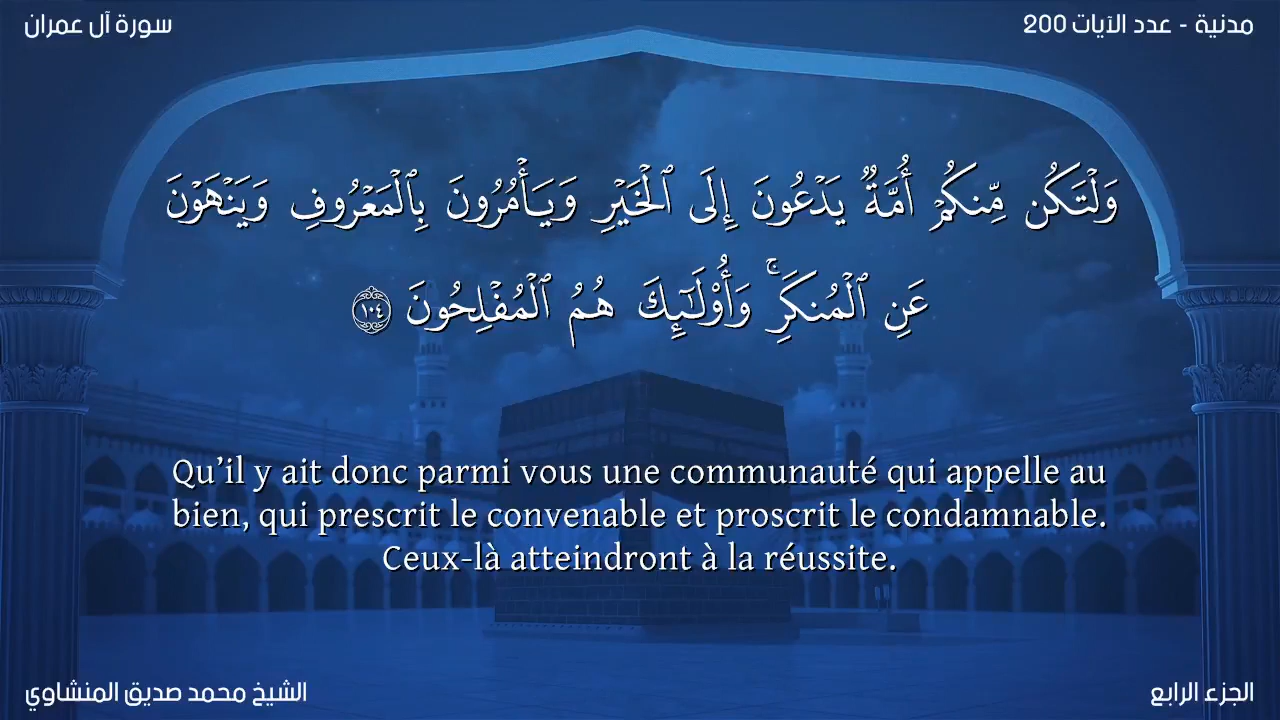 سورة آل عمران
مدنية - عدد الآيات 200
وَلْتَكُن مِّنكُمْ أُمَّةٌ يَدْعُونَ إِلَى ٱلْخَيْرِ وَيَأْمُرُونَ بِٱلْمَعْرُوفِ وَيَنْهَوْنَ
عَنِ ٱلْمُنكَرِ ۚ وَأُو۟لَـٰٓئِكَ هُمُ ٱلْمُفْلِحُونَ ١٠٤
Qu’il y ait donc parmi vous une communauté qui appelle au
bien, qui prescrit le convenable et proscrit le condamnable.
Ceux-là atteindront à la réussite.
الشيخ محمد صديق المنشاوي
الجزء الرابع